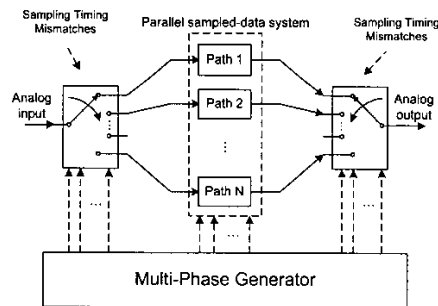 Sampling Timing
Mismatches
Parallel sampled-data system
Sampling Timing
Mismatches
Path 1
Analog
input
Path 2
Analog
output
Path N
Multi-Phase Generator